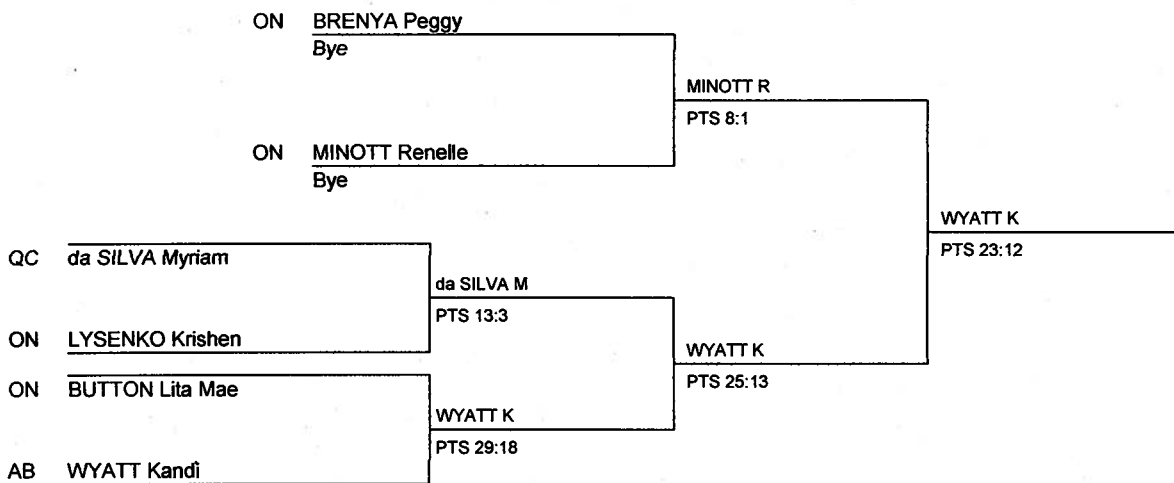 ON BRENYA Peggy
Bye
MINOTT R
PTS 8:1
ON MINOTT Renelle
Bye
WYATT K
PTS 23:12
QC da SILVA Myriam
da SILVA M
PTS 13:3
ON LYSENKO Krishen
WYATT K
PTS 25:13
ON BUTTON Lita Mae
WYATT K
PTS 29:18
AB WYATT Kandi